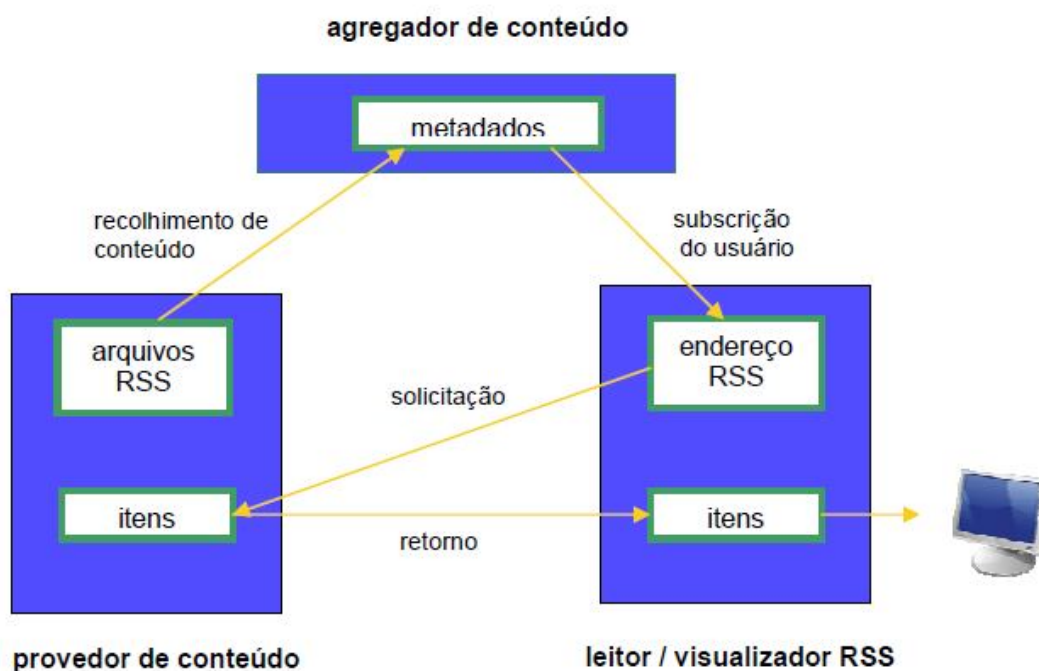 agregador de conteúdo
metadados
recolhimento de
conteúdo
subscrição
do usuário
arquivos
RSS
endereço
RSS
solicitação
itens
itens
retorno
provedor de conteúdo
leitor / visualizador RSS